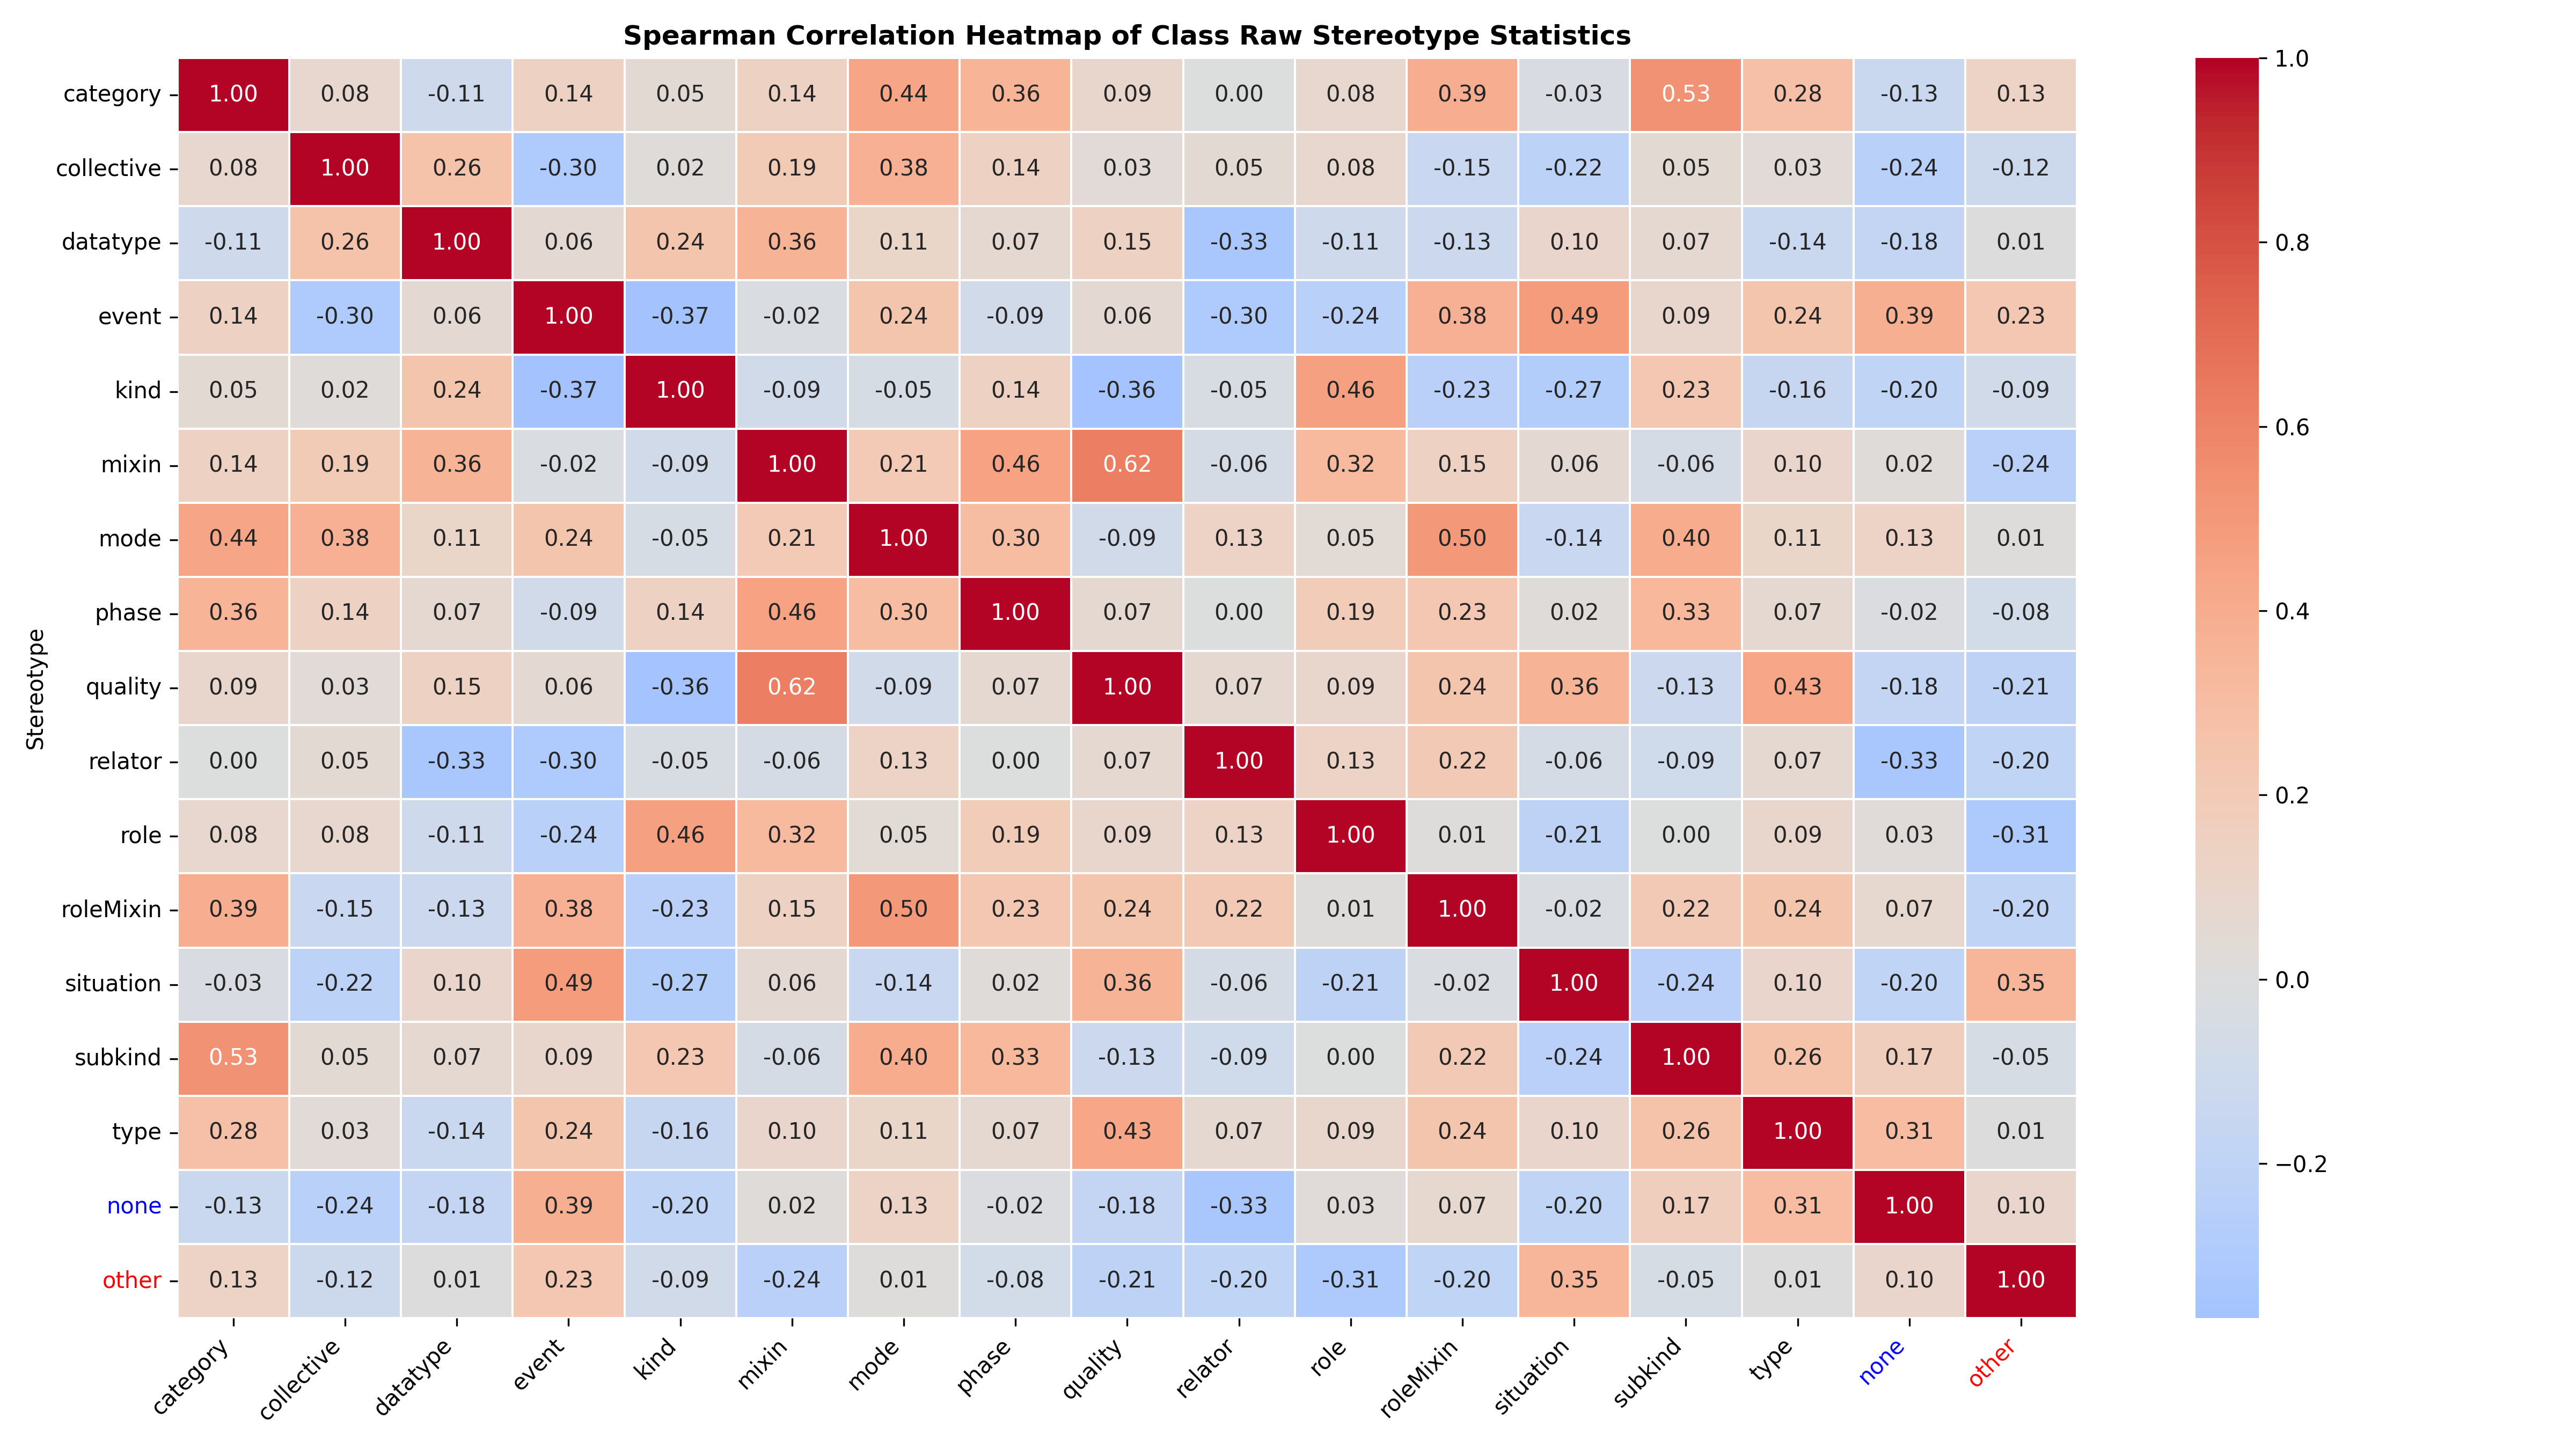 Spearman Correlation Heatmap of Class Raw Stereotype Statistics
Stereotype
category 1.00 0.08 -0.11 0.14 0.05 0.14 0.44 0.36 0.09 0.00 0.08 0.39 -0.03 0.53 0.28 -0.13 0.13
collective 0.08 1.00 0.26 -0.30 0.02 0.19 0.38 0.14 0.03 0.05 0.08 -0.15 -0.22 0.05 0.03 -0.24 -0.12
datatype -0.11 0.26 1.00 0.06 0.24 0.36 0.11 0.07 0.15 -0.33 -0.11 -0.13 0.10 0.07 -0.14 -0.18 0.01
event 0.14 -0.30 0.06 1.00 -0.37 -0.02 0.24 -0.09 0.06 -0.30 -0.24 0.38 0.49 0.09 0.24 0.39 0.23
kind 0.05 0.02 0.24 -0.37 1.00 -0.09 -0.05 0.14 -0.36 -0.05 0.46 -0.23 -0.27 0.23 -0.16 -0.20 -0.09
mixin 0.14 0.19 0.36 -0.02 -0.09 1.00 0.21 0.46 0.62 -0.06 0.32 0.15 0.06 -0.06 0.10 0.02 -0.24
mode 0.44 0.38 0.11 0.24 -0.05 0.21 1.00 0.30 -0.09 0.13 0.05 0.50 -0.14 0.40 0.11 0.13 0.01
phase 0.36 0.14 0.07 -0.09 0.14 0.46 0.30 1.00 0.07 0.00 0.19 0.23 0.02 0.33 0.07 -0.02 -0.08
quality 0.09 0.03 0.15 0.06 -0.36 0.62 -0.09 0.07 1.00 0.07 0.09 0.24 0.36 -0.13 0.43 -0.18 -0.21
relator 0.00 0.05 -0.33 -0.30 -0.05 -0.06 0.13 0.00 0.07 1.00 0.13 0.22 -0.06 -0.09 0.07 -0.33 -0.20
role 0.08 0.08 -0.11 -0.24 0.46 0.32 0.05 0.19 0.09 0.13 1.00 0.01 -0.21 0.00 0.09 0.03 -0.31
roleMixin 0.39 -0.15 -0.13 0.38 -0.23 0.15 0.50 0.23 0.24 0.22 0.01 1.00 -0.02 0.22 0.24 0.07 -0.20
situation -0.03 -0.22 0.10 0.49 -0.27 0.06 -0.14 0.02 0.36 -0.06 -0.21 -0.02 1.00 -0.24 0.10 -0.20 0.35
subkind 0.53 0.05 0.07 0.09 0.23 -0.06 0.40 0.33 -0.13 -0.09 0.00 0.22 -0.24 1.00 0.26 0.17 -0.05
type 0.28 0.03 -0.14 0.24 -0.16 0.10 0.11 0.07 0.43 0.07 0.09 0.24 0.10 0.26 1.00 0.31 0.01
none -0.13 -0.24 -0.18 0.39 -0.20 0.02 0.13 -0.02 -0.18 -0.33 0.03 0.07 -0.20 0.17 0.31 1.00 0.10
other 0.13 -0.12 0.01 0.23 -0.09 -0.24 0.01 -0.08 -0.21 -0.20 -0.31 -0.20 0.35 -0.05 0.01 0.10 1.00
category collective datatype event kind mixin mode phase quality relator role roleMixin situation subkind type none other
1.0
0.8
0.6
0.4
0.2
0.0
−0.2